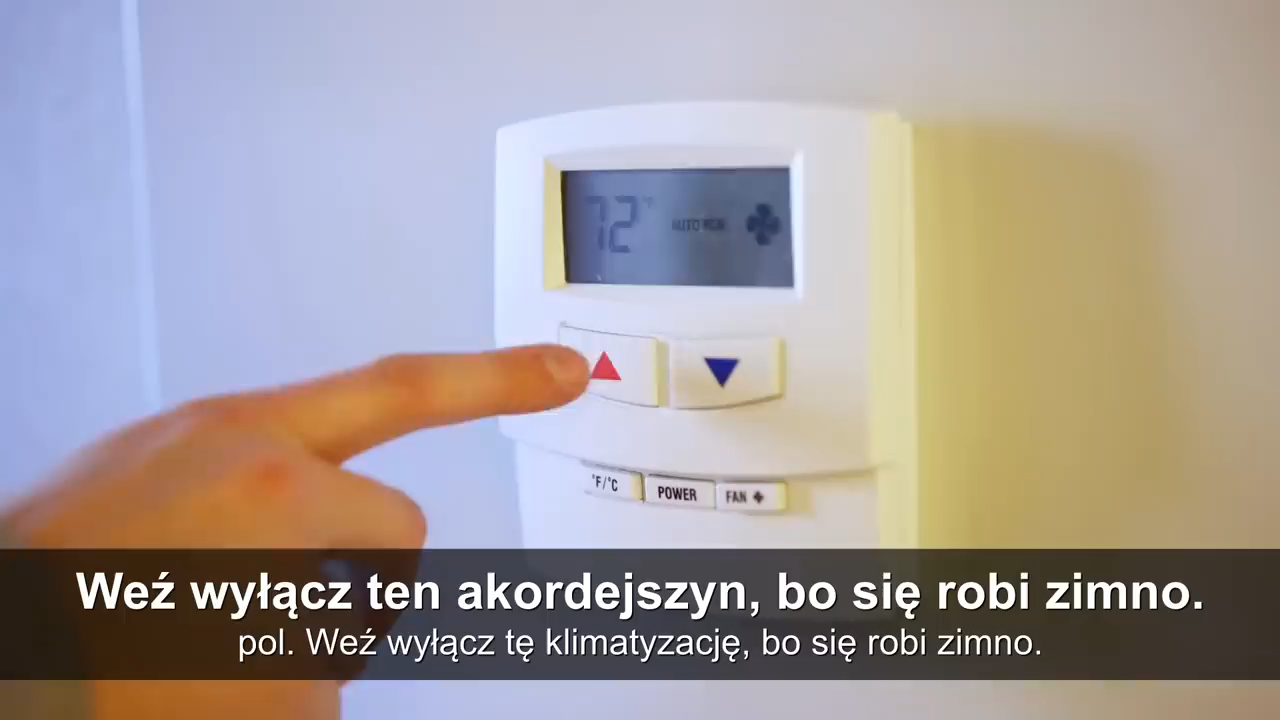 72°
AUTO
°F/°C
POWER
FAN
Weź wyłącz ten akordejszyn, bo się robi zimno.
pol. Weź wyłącz tę klimatyzację, bo się robi zimno.